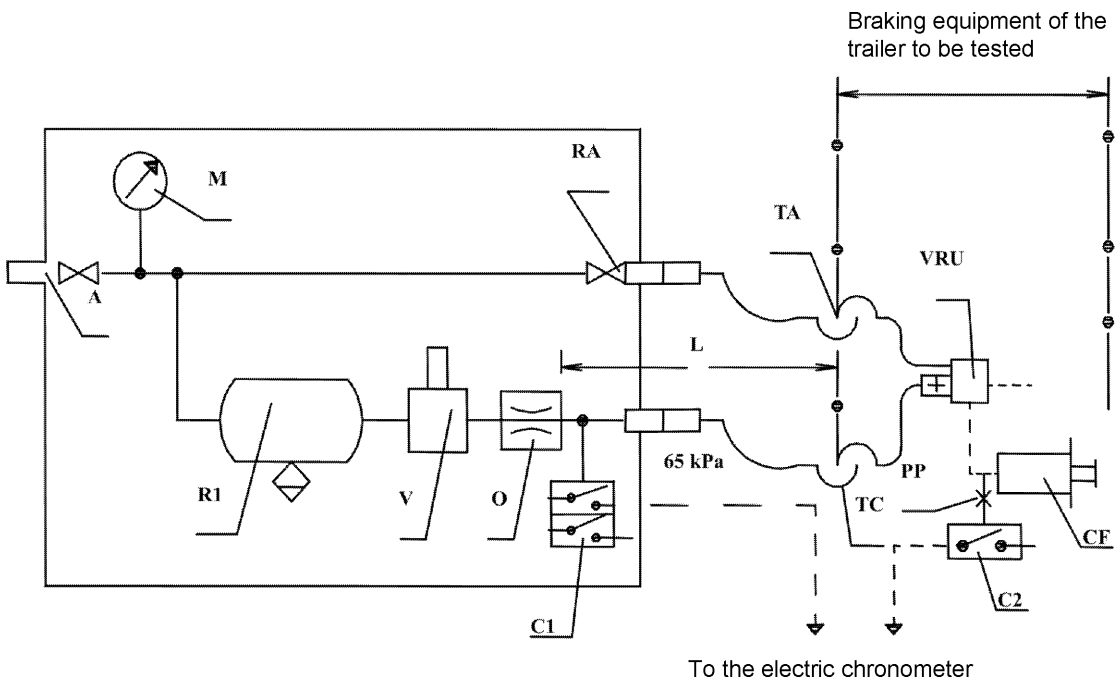 Braking equipment of the
trailer to be tested
M
RA
TA
VRU
A
L
65 kPa
PP
R1
V
O
TC
CF
C2
C1
To the electric chronometer